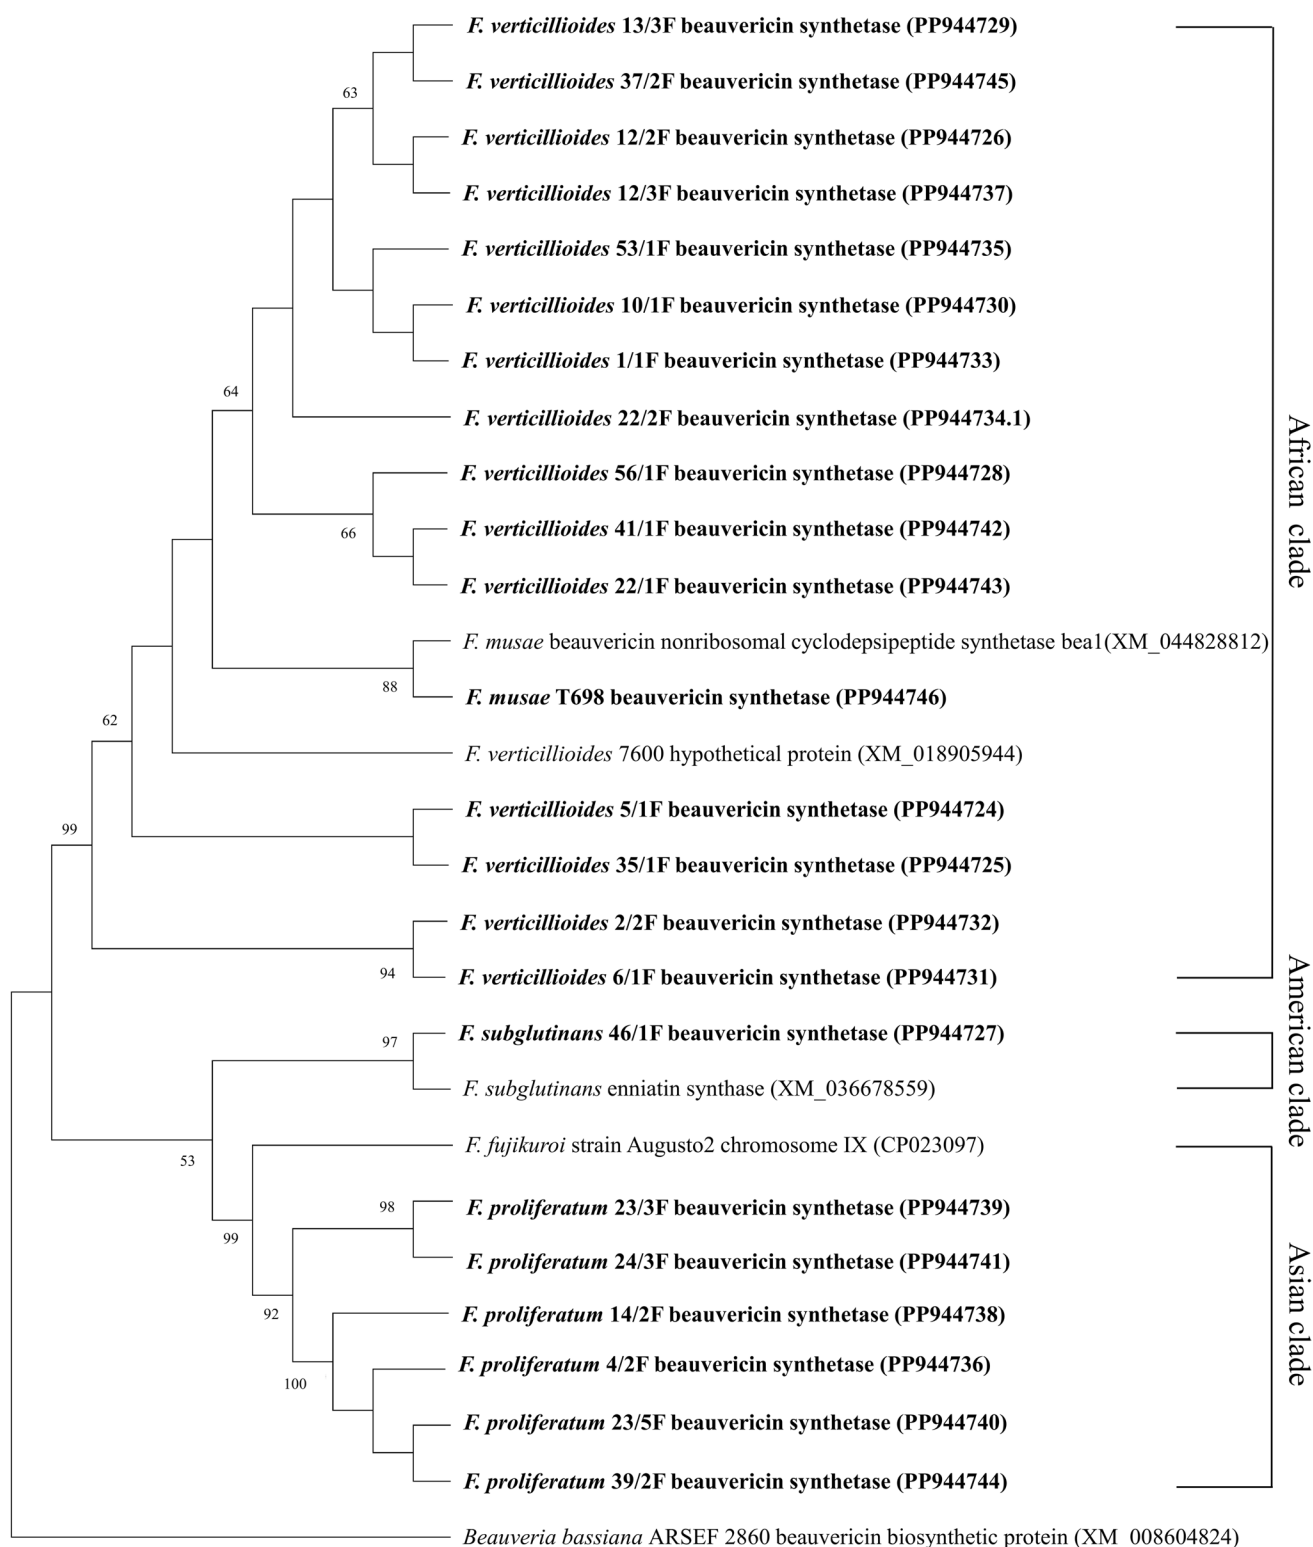 F. verticillioides 13/3F beauvericin synthetase (PP944729)
F. verticillioides 37/2F beauvericin synthetase (PP944745)
63
F. verticillioides 12/2F beauvericin synthetase (PP944726)
F. verticillioides 12/3F beauvericin synthetase (PP944737)
F. verticillioides 53/1F beauvericin synthetase (PP944735)
F. verticillioides 10/1F beauvericin synthetase (PP944730)
F. verticillioides 1/1F beauvericin synthetase (PP944733)
64
F. verticillioides 22/2F beauvericin synthetase (PP944734.1)
F. verticillioides 56/1F beauvericin synthetase (PP944728)
66
F. verticillioides 41/1F beauvericin synthetase (PP944742)
F. verticillioides 22/1F beauvericin synthetase (PP944743)
African clade
F. musae beauvericin nonribosomal cyclodepsipeptide synthetase bea1(XM_044828812)
88
F. musae T698 beauvericin synthetase (PP944746)
62
F. verticillioides 7600 hypothetical protein (XM_018905944)
F. verticillioides 5/1F beauvericin synthetase (PP944724)
99
F. verticillioides 35/1F beauvericin synthetase (PP944725)
F. verticillioides 2/2F beauvericin synthetase (PP944732)
94
F. verticillioides 6/1F beauvericin synthetase (PP944731)
F. subglutinans 46/1F beauvericin synthetase (PP944727)
97
American clade
F. subglutinans enniatin synthase (XM_036678559)
F. fujikuroi strain Augusto2 chromosome IX (CP023097)
53
F. proliferatum 23/3F beauvericin synthetase (PP944739)
98
99
F. proliferatum 24/3F beauvericin synthetase (PP944741)
92
F. proliferatum 14/2F beauvericin synthetase (PP944738)
Asian clade
F. proliferatum 4/2F beauvericin synthetase (PP944736)
100
F. proliferatum 23/5F beauvericin synthetase (PP944740)
F. proliferatum 39/2F beauvericin synthetase (PP944744)
Beauveria bassiana ARSEF 2860 beauvericin biosynthetic protein (XM_008604824)